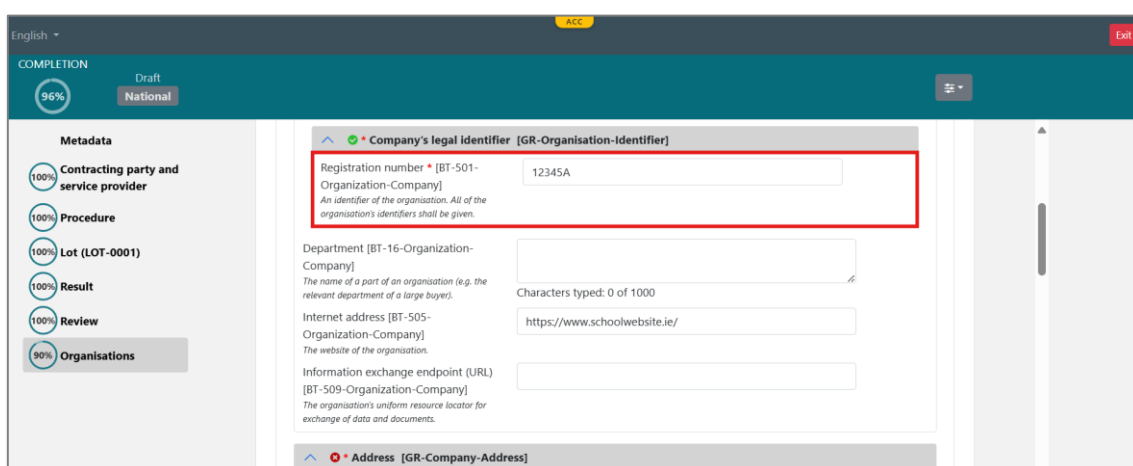 ACC
English
Exit
COMPLETION
96%
Draft
National
Metadata
100% Contracting party and
service provider
100% Procedure
100% Lot (LOT-0001)
100% Result
100% Review
90% Organisations
* Company's legal identifier [GR-Organisation-Identifier]
Registration number * [BT-501-
Organization-Company]
An identifier of the organisation. All of the
organisation's identifiers shall be given.
12345A
Department [BT-16-Organization-
Company]
The name of a part of an organisation (e.g. the
relevant department of a large buyer).
Characters typed: 0 of 1000
Internet address [BT-505-
Organization-Company]
The website of the organisation.
https://www.schoolwebsite.ie/
Information exchange endpoint (URL)
[BT-509-Organization-Company]
The organisation's uniform resource locator for
exchange of data and documents.
* Address [GR-Company-Address]